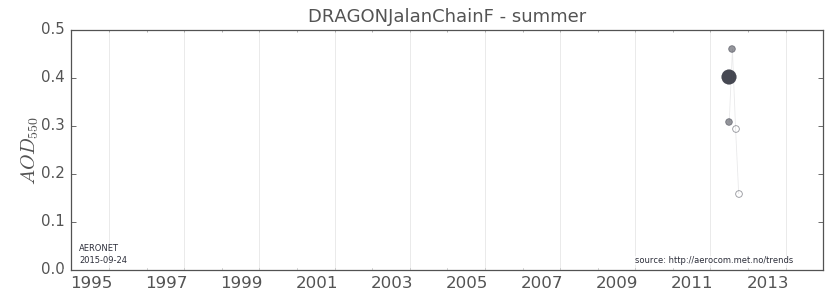 DRAGONJalanChainF - summer
0.5
0.4
0.3
0.2
0.1
0.0
AOD550
AERONET
2015-09-24
source: http://aerocom.met.no/trends
1995 1997 1999 2001 2003 2005 2007 2009 2011 2013